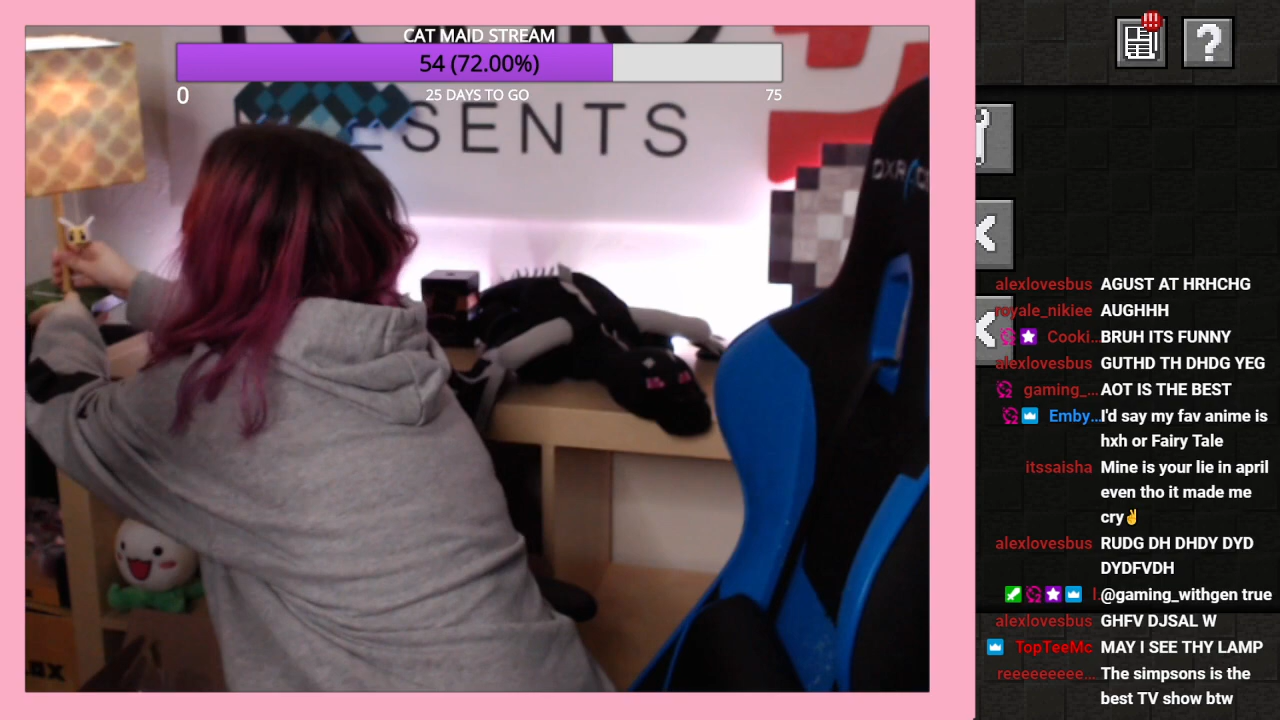 CAT MAID STREAM
54 (72.00%)
0
25 DAYS TO GO
75
SENTS
alexlovesbus AGUST AT HRHCHG
royale_nikiee AUGHHH
Cooki... BRUH ITS FUNNY
alexlovesbus GUTHD TH DHDG YEG
gaming_... AOT IS THE BEST
Emby... I'd say my fav anime is
hxh or Fairy Tale
itssaisha Mine is your lie in april
even tho it made me
cry✌
alexlovesbus RUDG DH DHDY DYD
DYDFVDH
@gaming_withgen true
alexlovesbus GHFV DJSAL W
TopTeeMc MAY I SEE THY LAMP
reeeeeeeee... The simpsons is the
best TV show btw